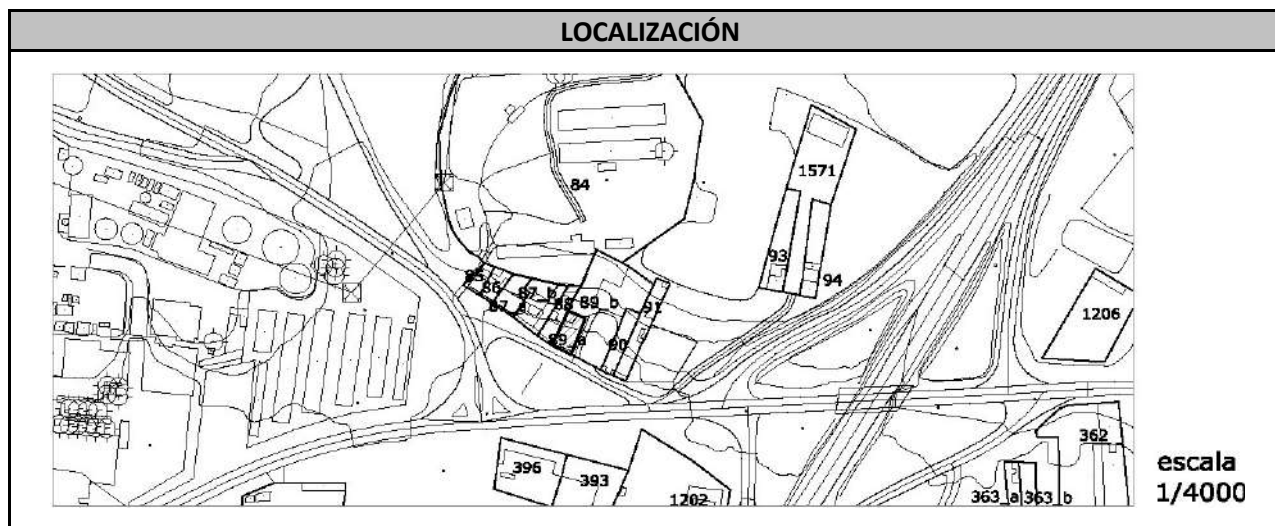 LOCALIZACIÓN
1571
84
93
94
85
86
87_b
87_a
88
89_b
91
89_a
90
1206
396
393
362
1202
363_a
363_b
escala
1/4000